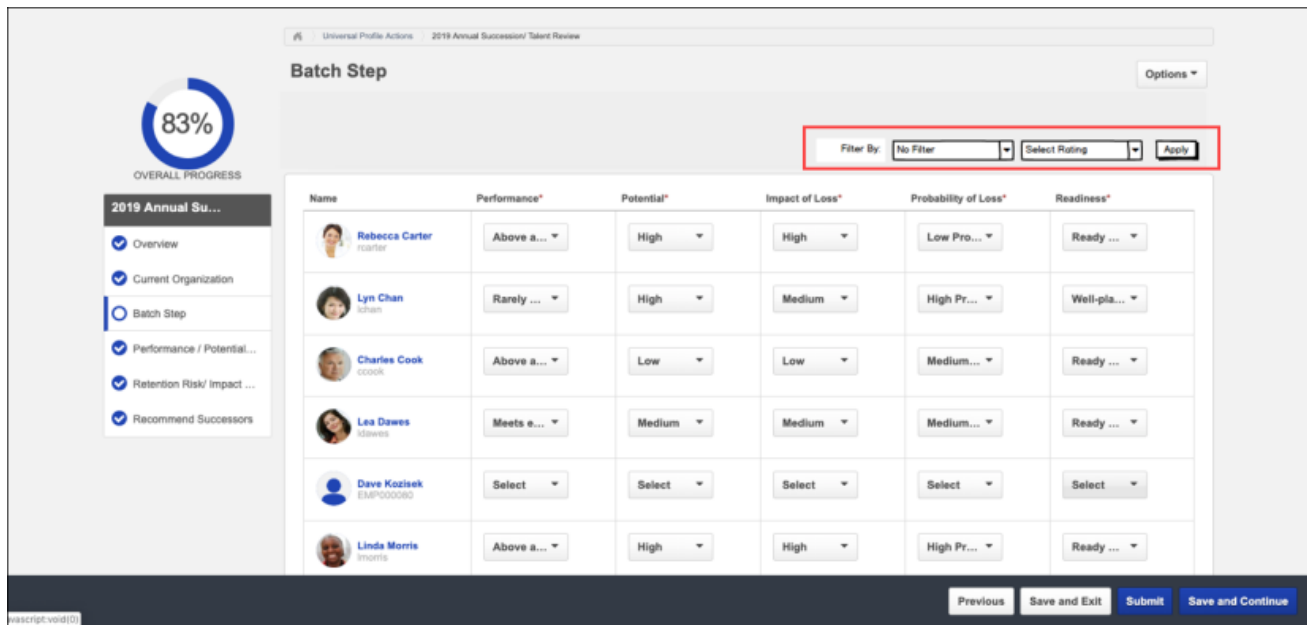 Universal Profile Actions 2019 Annual Succession/ Talent Review
Batch Step
Options
83%
OVERALL PROGRESS
Filter By: No Filter Select Rating Apply
2019 Annual Su...
Overview
Current Organization
Batch Step
Performance / Potential...
Retention Risk/ Impact ...
Recommend Successors
Name Performance* Potential* Impact of Loss* Probability of Loss* Readiness*
Rebecca Carter Above a... High High Low Pro... Ready ...
rcarter
Lyn Chan Rarely ... High Medium High Pr... Well-pla...
lchan
Charles Cook Above a... Low Low Medium... Ready ...
ccook
Lea Dawes Meets e... Medium Medium Medium... Ready ...
ldawes
Dave Kozisek Select Select Select Select Select
EMP000080
Linda Morris Above a... High High High Pr... Ready ...
lmorris
Previous Save and Exit Submit Save and Continue
vascript:void(0)